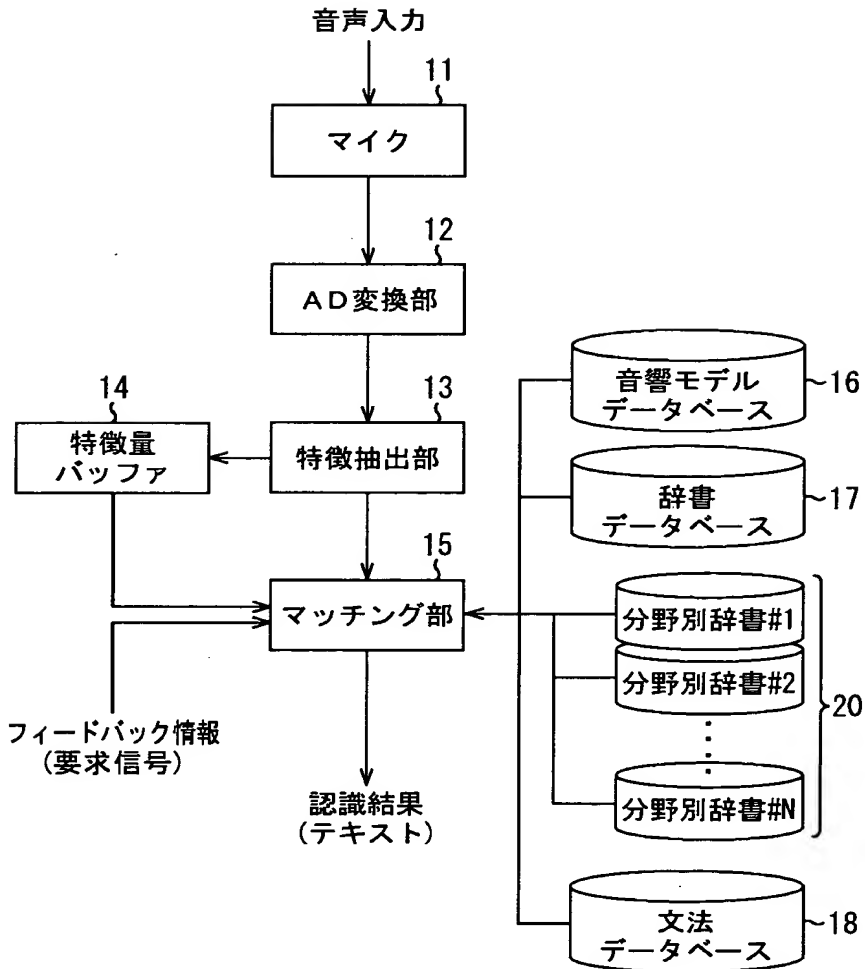 音声入力
11
マイク
12
AD変換部
14
13
特徴量
バッファ
特徴抽出部
15
マッチング部
フィードバック情報
(要求信号)
認識結果
(テキスト)
音響モデル
データベース
16
辞書
データベース
17
分野別辞書#1
分野別辞書#2
分野別辞書#N
20
文法
データベース
18